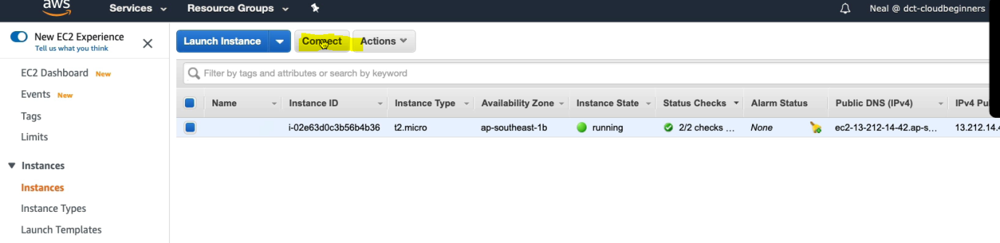 aws
Services
Resource Groups
Neal @ dct-cloudbeginners
New EC2 Experience
Tell us what you think
EC2 Dashboard New
Events New
Tags
Limits
Instances
Instances
Instance Types
Launch Templates
Launch Instance
Connect
Actions
Filter by tags and attributes or search by keyword
Name Instance ID Instance Type Availability Zone Instance State Status Checks Alarm Status Public DNS (IPv4) IPv4 Pu
i-02e63d0c3b56b4b36 t2.micro ap-southeast-1b running 2/2 checks ... None ec2-13-212-14-42.ap-s... 13.212.14.